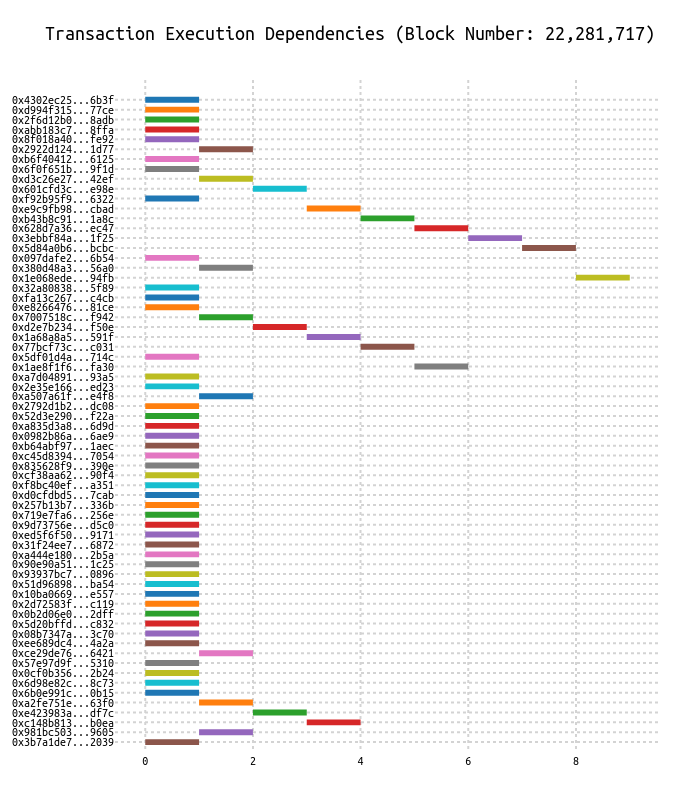 Transaction Execution Dependencies (Block Number: 22,281,717)
0x4302ec25...6b3f
0xd994f315...77ce
0x2f6d12b0...8adb
0xabb183c7...8ffa
0x8f018a40...fe92
0x2922d124...1d77
0xb6f40412...6125
0x6f0f651b...9f1d
0xd3c26e27...42ef
0x601cfd3c...e98e
0xf92b95f9...6322
0xe9c9fb98...cbad
0xb43b8c91...1a8c
0x628d7a36...ec47
0x3ebbf84a...1f25
0x5d84a0b6...bcbc
0x097dafe2...6b54
0x380d48a3...56a0
0x1e068ede...94fb
0x32a80838...5f89
0xfa13c267...c4cb
0xe8266476...81ce
0x7007518c...f942
0xd2e7b234...f50e
0x1a68a8a5...591f
0x77bcf73c...c031
0x5df01d4a...714c
0x1ae8f1f6...fa30
0xa7d04891...93a5
0x2e35e166...ed23
0xa507a61f...e4f8
0x2792d1b2...dc08
0x52d3e290...f22a
0xa835d3a8...6d9d
0x0982b86a...6ae9
0xb64abf97...1aec
0xc45d8394...7054
0x835628f9...390e
0xcf38aa62...90f4
0xf8bc40ef...a351
0xd0cfdbd5...7cab
0x257b13b7...336b
0x719e7fa6...256e
0x9d73756e...d5c0
0xed5f6f50...9171
0x31f24ee7...6872
0xa444e180...2b5a
0x90e90a51...1c25
0x93937bc7...0896
0x51d96898...ba54
0x10ba0669...e557
0x2d72583f...c119
0x0b2d06e0...2dff
0x5d20bffd...c832
0x08b7347a...3c70
0xee689dc4...4a2a
0xce29de76...6421
0x57e97d9f...5310
0x0cf0b356...2b24
0x6d98e82c...8c73
0x6b0e991c...0b15
0xa2fe751e...63f0
0xe423983a...df7c
0xc148b813...b0ea
0x981bc503...9605
0x3b7a1de7...2039
0 2 4 6 8